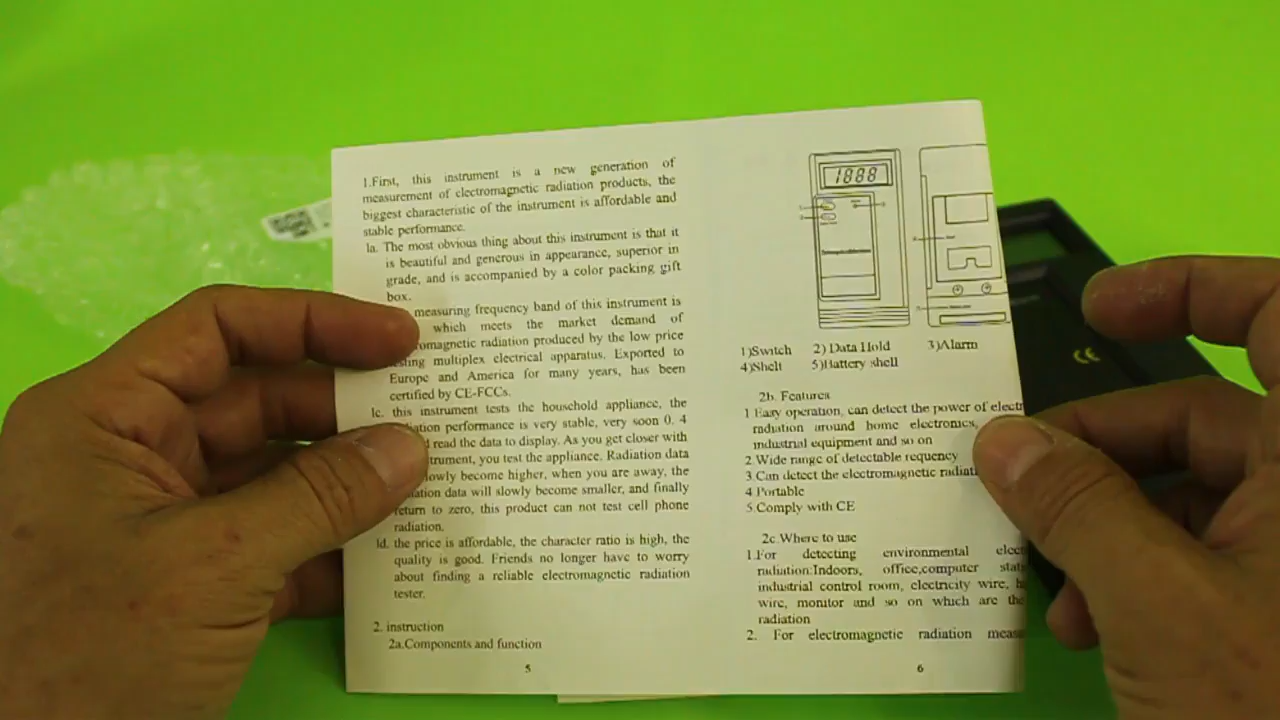 1.First, this instrument is a new generation of
measurement of electromagnetic radiation products, the
biggest characteristic of the instrument is affordable and
stable performance.
1a. The most obvious thing about this instrument is that it
is beautiful and generous in appearance, superior in
grade, and is accompanied by a color packing gift
box.
measuring frequency band of this instrument is
which meets the market demand of
romagnetic radiation produced by the low price
multiplex electrical apparatus. Exported to
Europe and America for many years, has been
certified by CE-FCCs.
1c. this instrument tests the household appliance, the
iation performance is very stable, very soon 0. 4
read the data to display. As you get closer with
trument, you test the appliance. Radiation data
lowly become higher, when you are away, the
iation data will slowly become smaller, and finally
return to zero, this product can not test cell phone
radiation.
1d. the price is affordable, the character ratio is high, the
quality is good. Friends no longer have to worry
about finding a reliable electromagnetic radiation
tester.
2. instruction
2a.Components and function
5
1888
1)Switch 2) Data Hold 3)Alarm
4)Shelt 5)Battery shell
2b. Features
1 Easy operation, can detect the power of electr
radiation around home electronics,
industrial equipment and so on
2.Wide range of detectable requency
3.Can detect the electromagnetic radiati
4 Portable
5.Comply with CE
2c.Where to use
1.For detecting environmental elec
radiation:Indoors, office,computer stat
industrial control room, electricity wire, h
wire, monitor and so on which are the
radiation
2. For electromagnetic radiation meas
6
CE